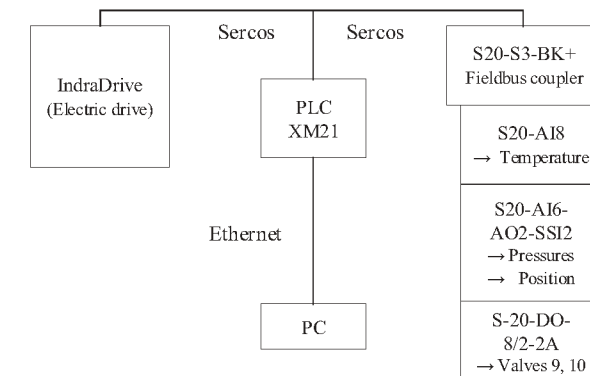 Sercos
Sercos
IndraDrive
(Electric drive)
PLC
XM21
S20-S3-BK+
Fieldbus coupler
S20-AI8
→ Temperature
S20-AI6-
AO2-SSI2
→ Pressures
→ Position
S-20-DO-
8/2-2A
→ Valves 9, 10
Ethernet
PC